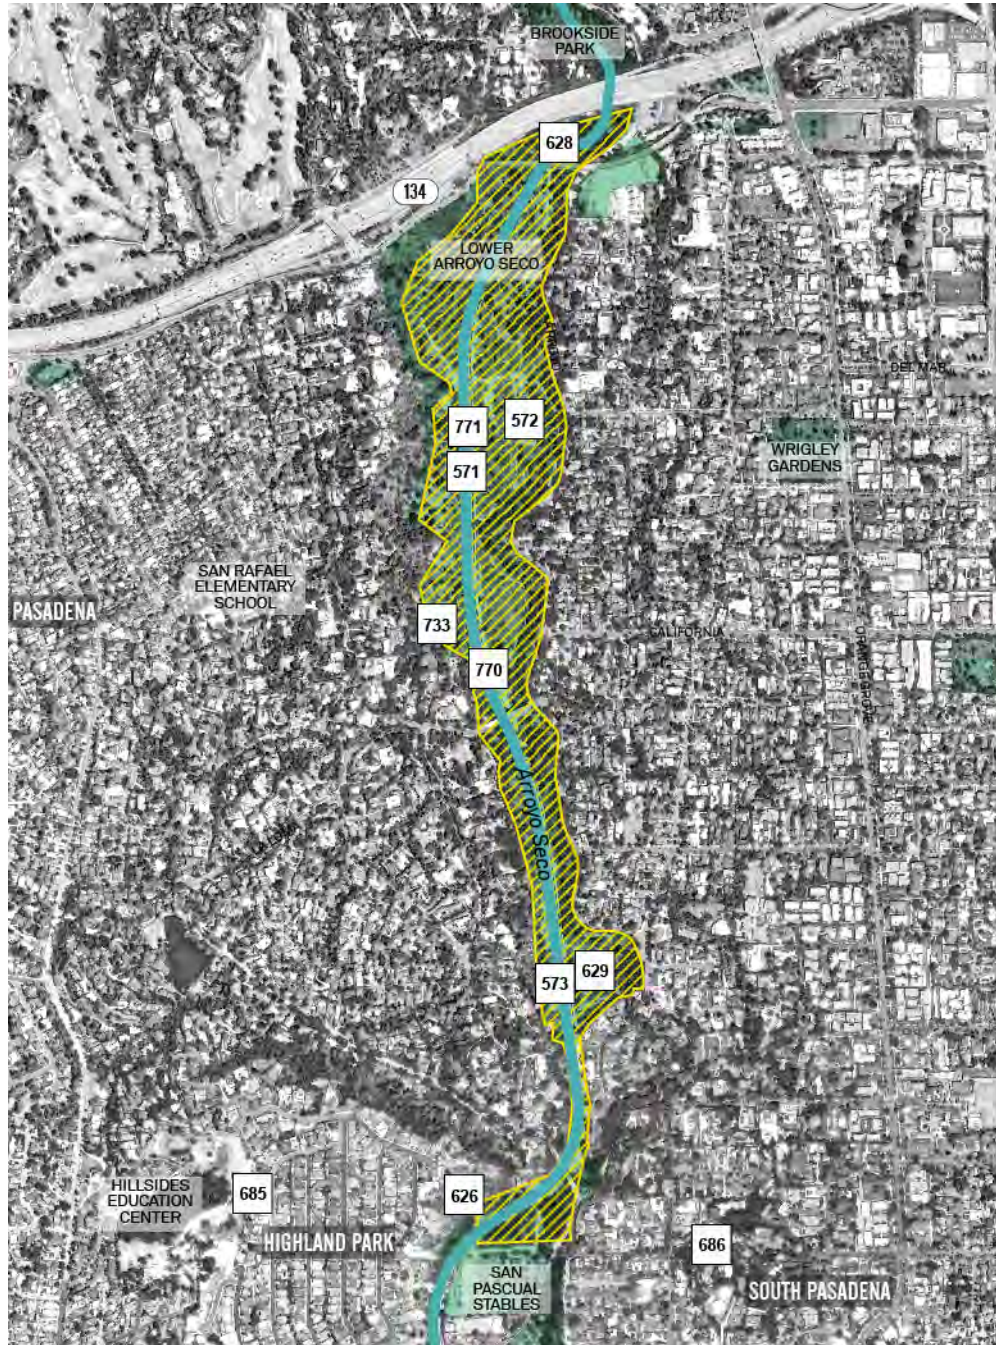 BROOKSIDE
PARK
628
134
LOWER
ARROYO SECO
DEL MAR
771
572
571
WRIGLEY
GARDENS
SAN RAFAEL
ELEMENTARY
SCHOOL
PASADENA
733
CALIFORNIA
ORANGE GROVE
770
Arroyo Seco
573
629
HILLSIDES
EDUCATION
CENTER
685
626
HIGHLAND PARK
686
SAN
PASCUAL
STABLES
SOUTH PASADENA